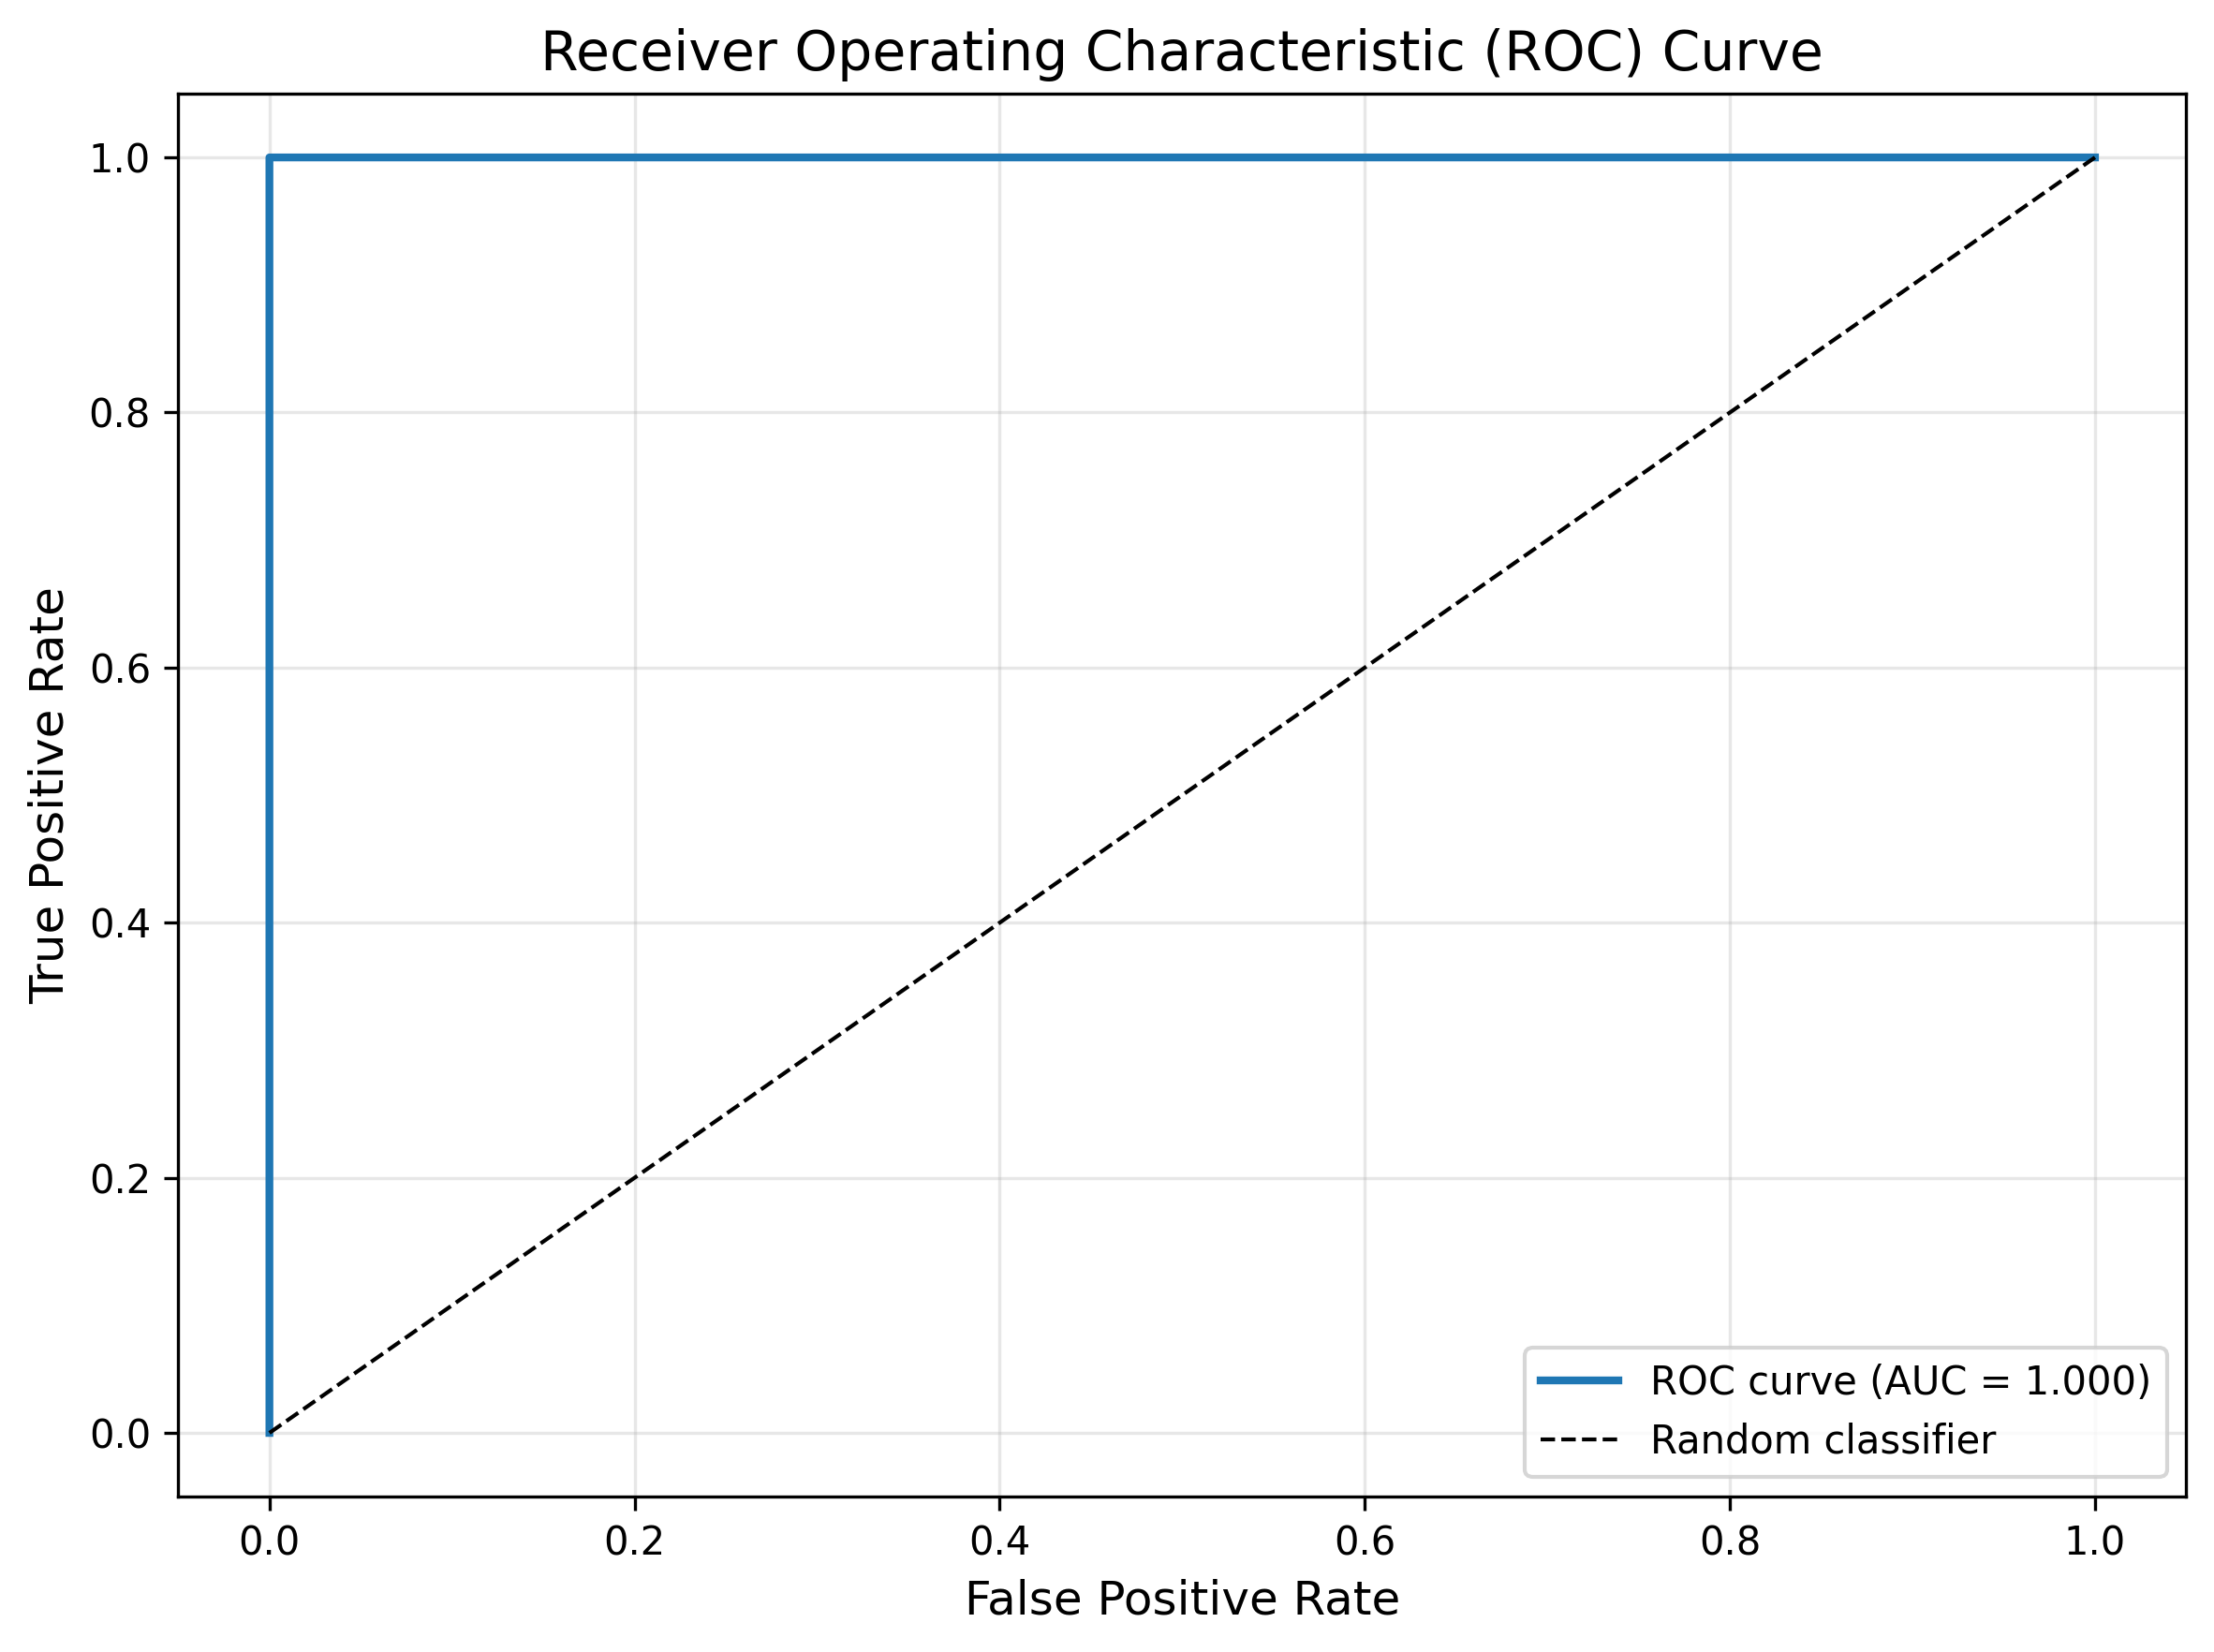 Receiver Operating Characteristic (ROC) Curve
1.0
0.8
0.6
0.4
0.2
0.0
True Positive Rate
0.0 0.2 0.4 0.6 0.8 1.0
False Positive Rate
ROC curve (AUC = 1.000)
Random classifier